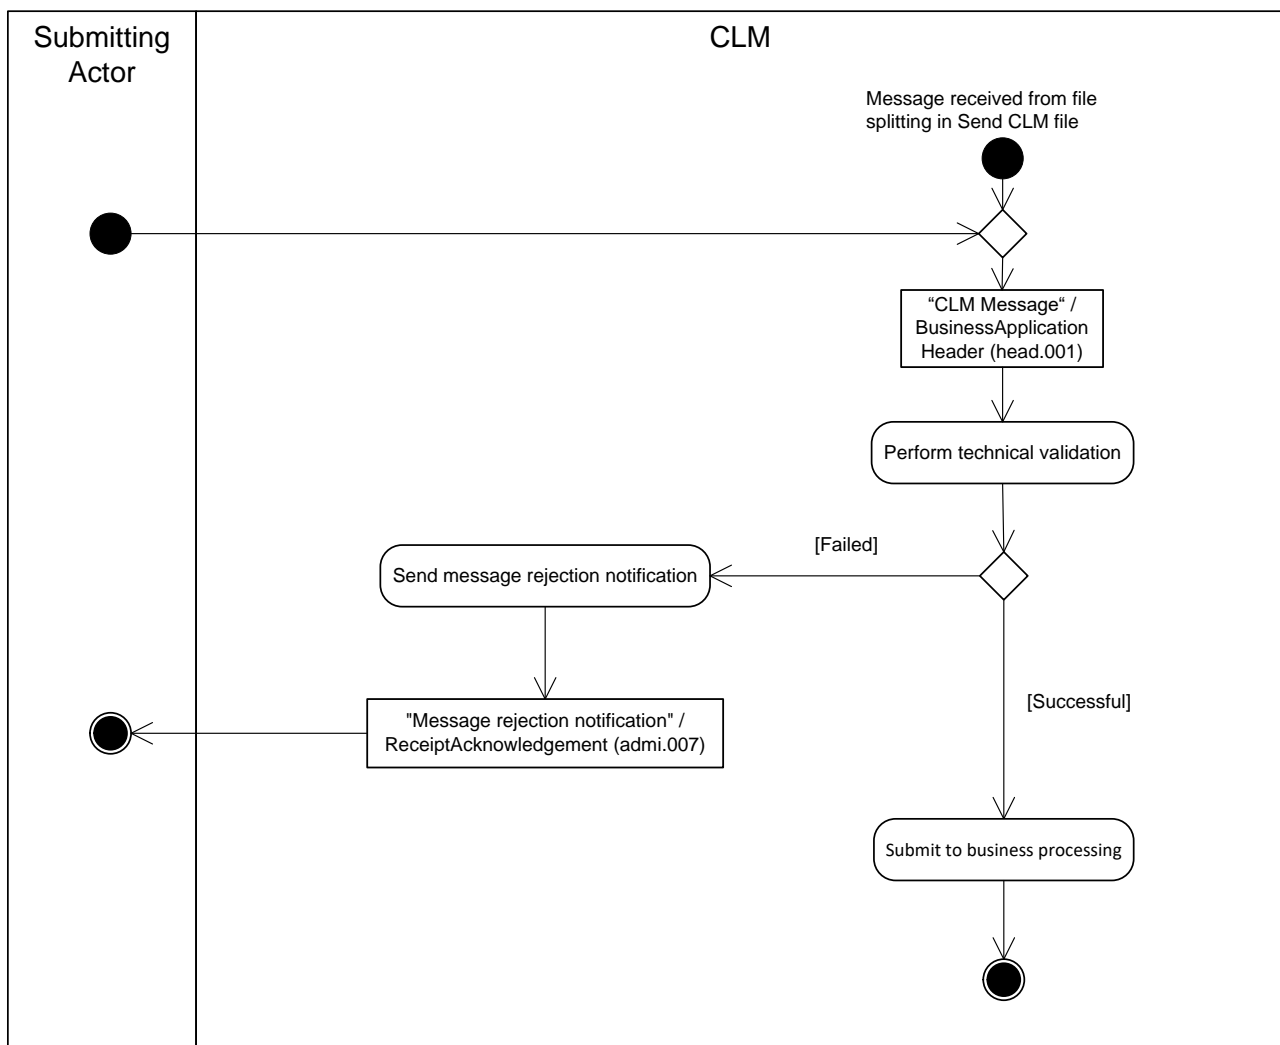 Submitting
Actor
CLM
Message received from file
splitting in Send CLM file
“CLM Message“ /
BusinessApplication
Header (head.001)
Perform technical validation
[Failed]
Send message rejection notification
[Successful]
"Message rejection notification" /
ReceiptAcknowledgement (admi.007)
Submit to business processing